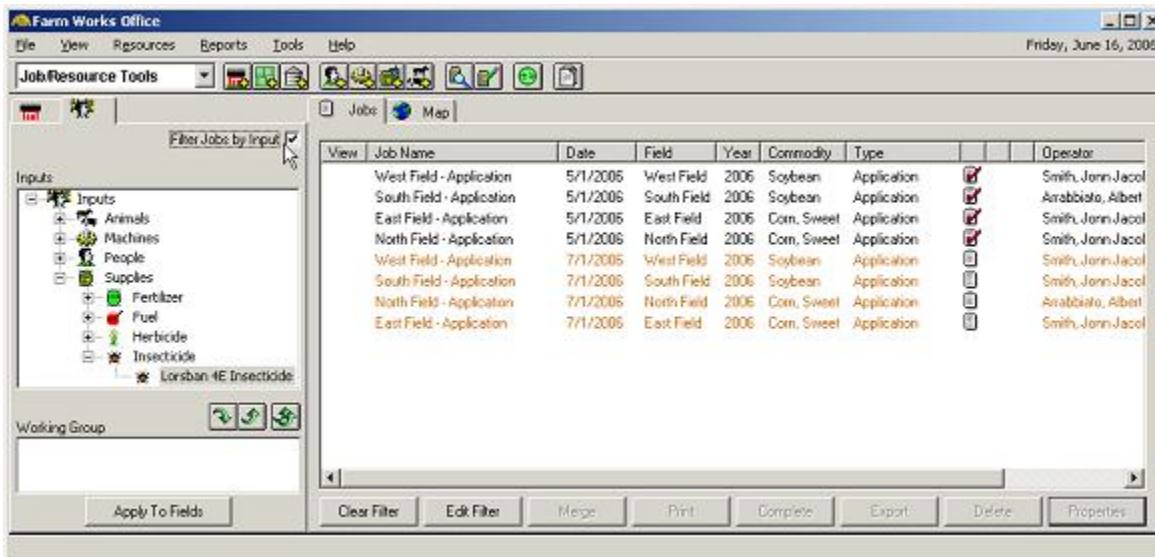 Farm Works Office
File View Resources Reports Tools Help Friday, June 16, 2006
Job/Resource Tools
Jobs Map
Filter Jobs by Input
View Job Name Date Field Year Commodity Type Operator
Inputs
West Field - Application 5/1/2006 West Field 2006 Soybean Application Smith, Jonn Jacol
Inputs
South Field - Application 5/1/2006 South Field 2006 Soybean Application Arrabbiato, Albert
Animals
East Field - Application 5/1/2006 East Field 2006 Corn, Sweet Application Smith, Jonn Jacol
Machines
North Field - Application 5/1/2006 North Field 2006 Corn, Sweet Application Smith, Jonn Jacol
People
West Field - Application 7/1/2006 West Field 2006 Soybean Application Smith, Jonn Jacol
Supplies
South Field - Application 7/1/2006 South Field 2006 Soybean Application Smith, Jonn Jacol
Fertilizer
North Field - Application 7/1/2006 North Field 2006 Corn, Sweet Application Arrabbiato, Albert
Fuel
East Field - Application 7/1/2006 East Field 2006 Corn, Sweet Application Smith, Jonn Jacol
Herbicide
Insecticide
Lorsban 4E Insecticide
Working Group
Apply To Fields
Clear Filter Edit Filter Merge Print Complete Export Delete Properties